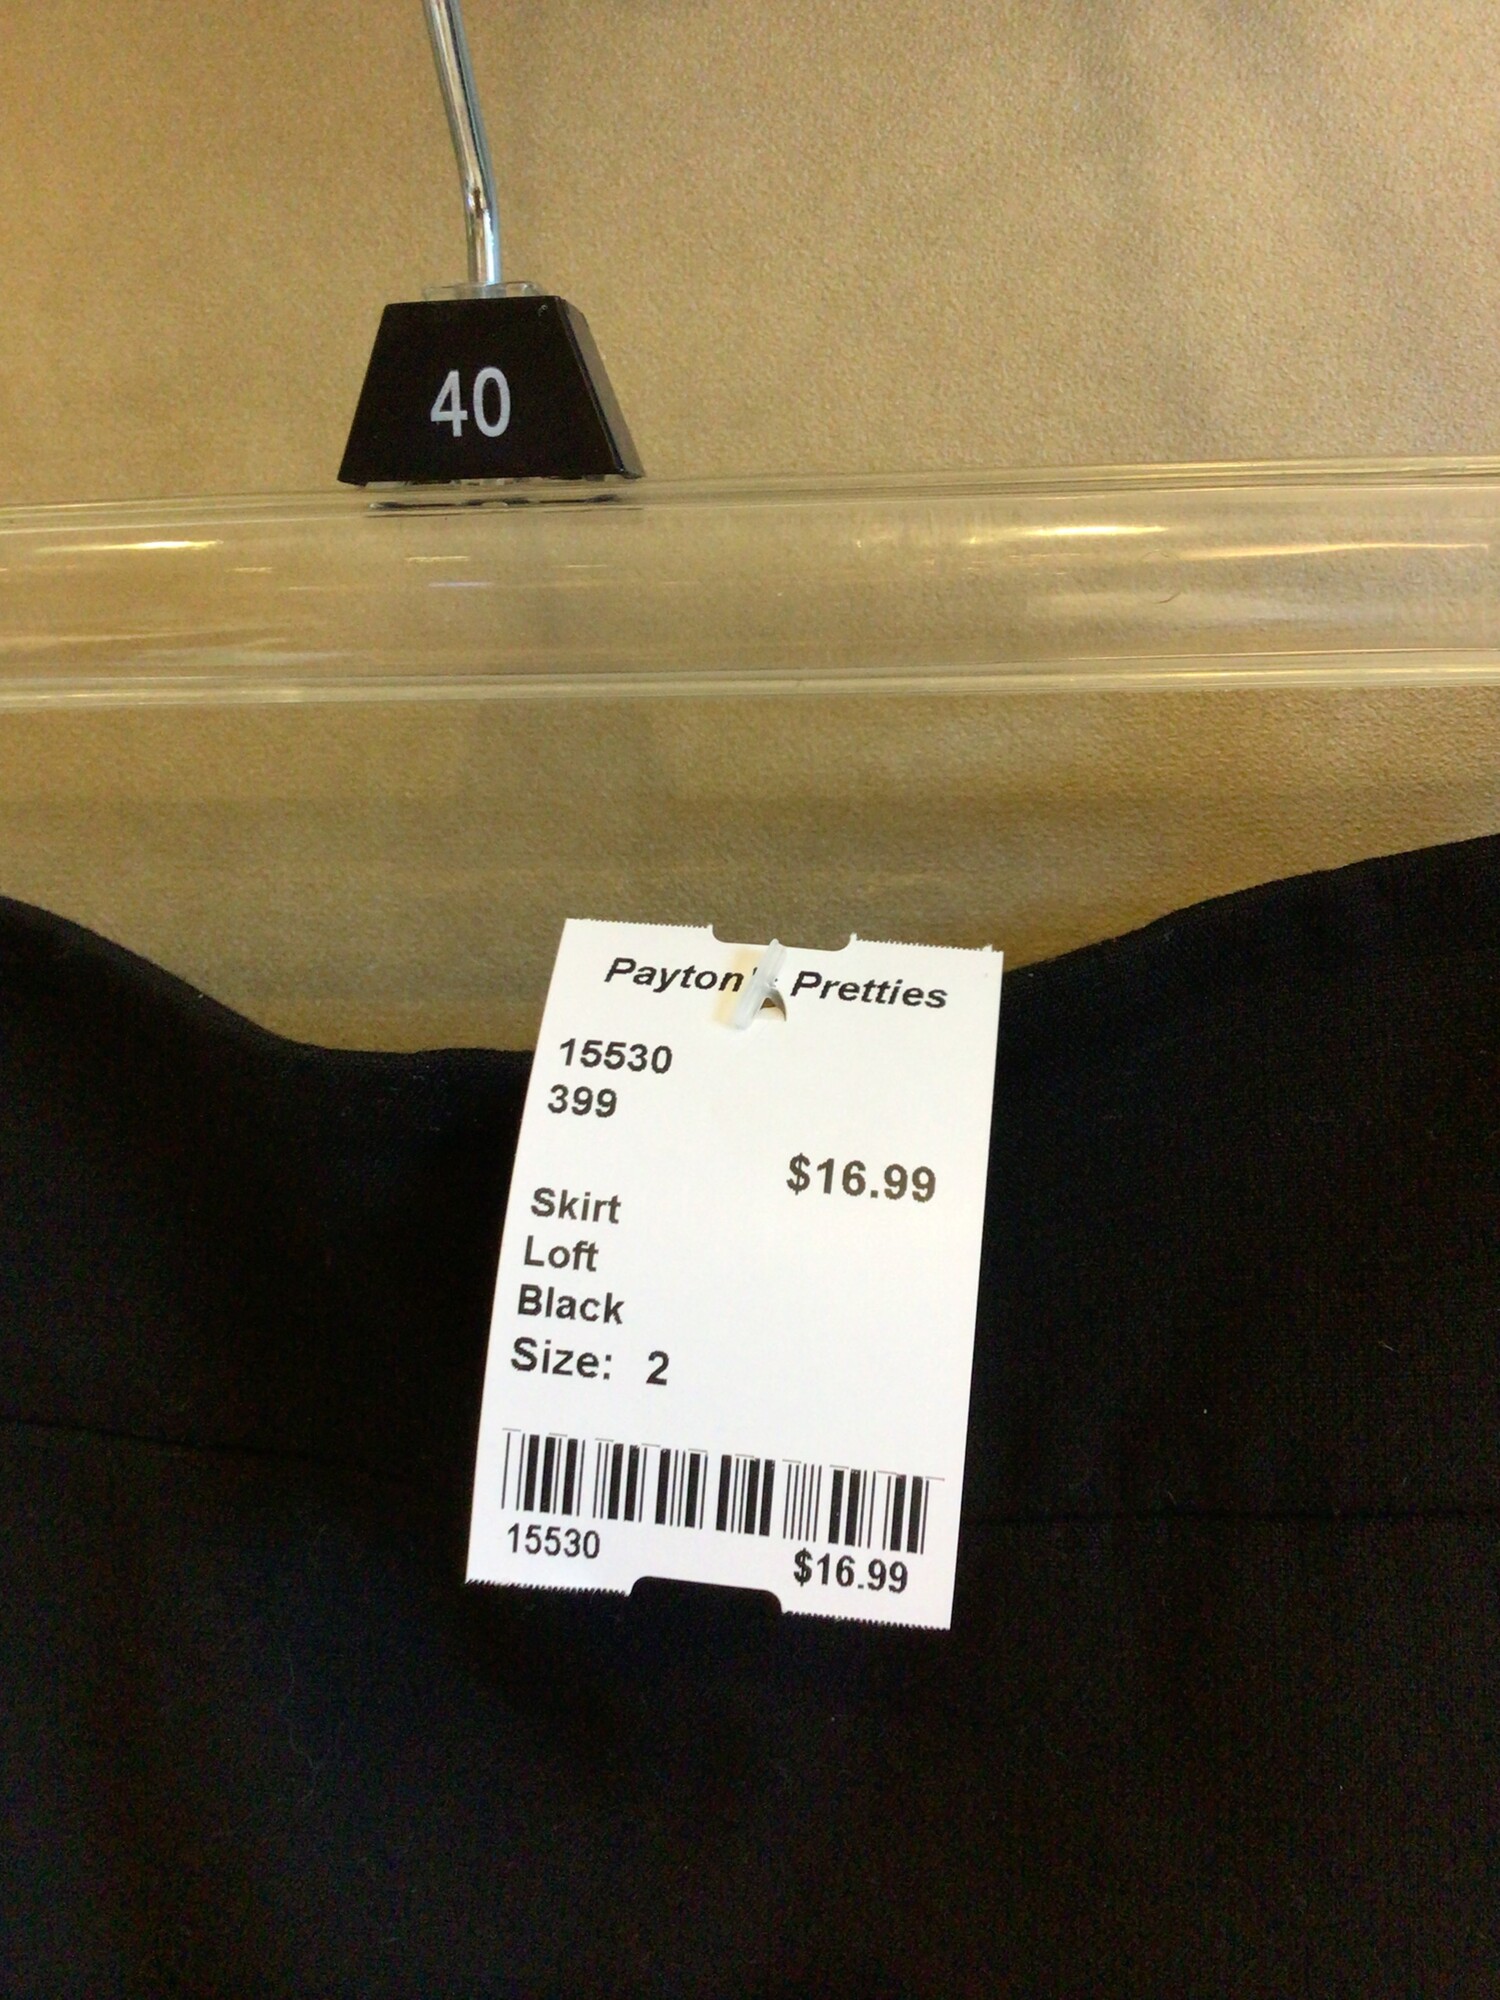 40
Payton's Pretties
15530
399
$16.99
Skirt
Loft
Black
Size: 2
15530
$16.99